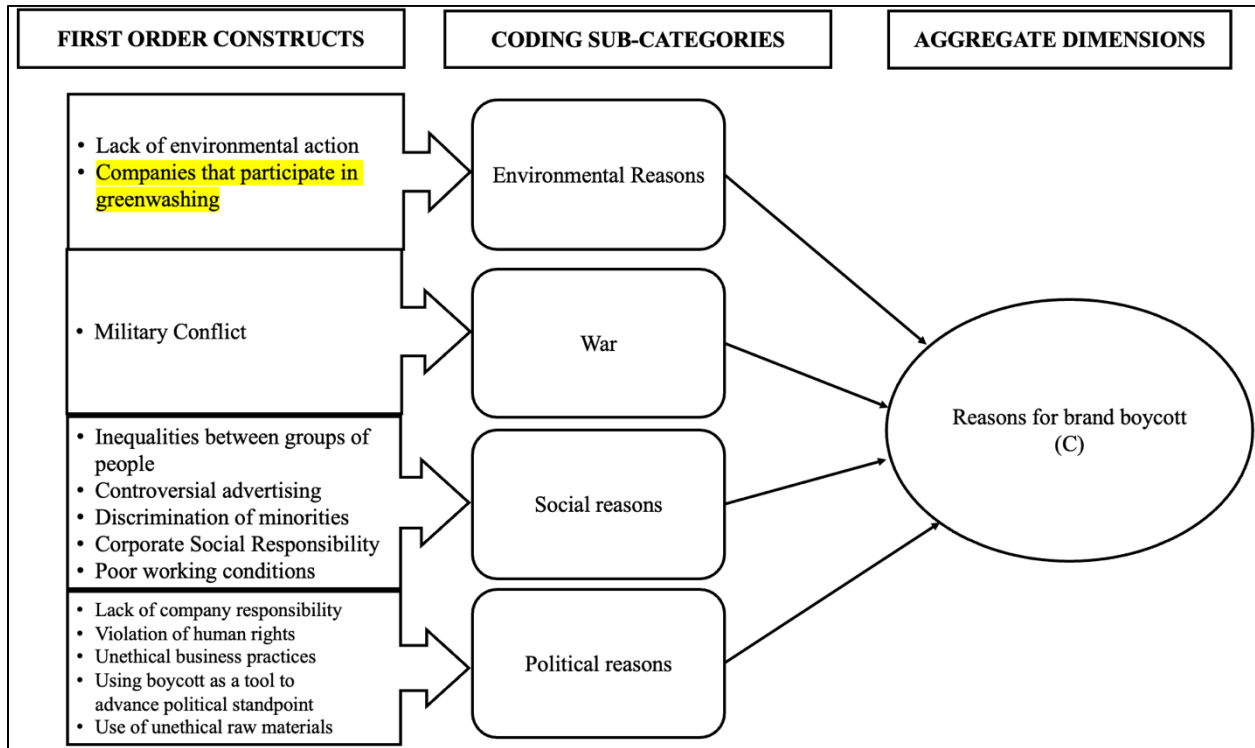 FIRST ORDER CONSTRUCTS
CODING SUB-CATEGORIES
AGGREGATE DIMENSIONS
• Lack of environmental action
• Companies that participate in
greenwashing
Environmental Reasons
• Military Conflict
War
• Inequalities between groups of
people
• Controversial advertising
• Discrimination of minorities
• Corporate Social Responsibility
• Poor working conditions
Social reasons
• Lack of company responsibility
• Violation of human rights
• Unethical business practices
• Using boycott as a tool to
advance political standpoint
• Use of unethical raw materials
Political reasons
Reasons for brand boycott
(C)